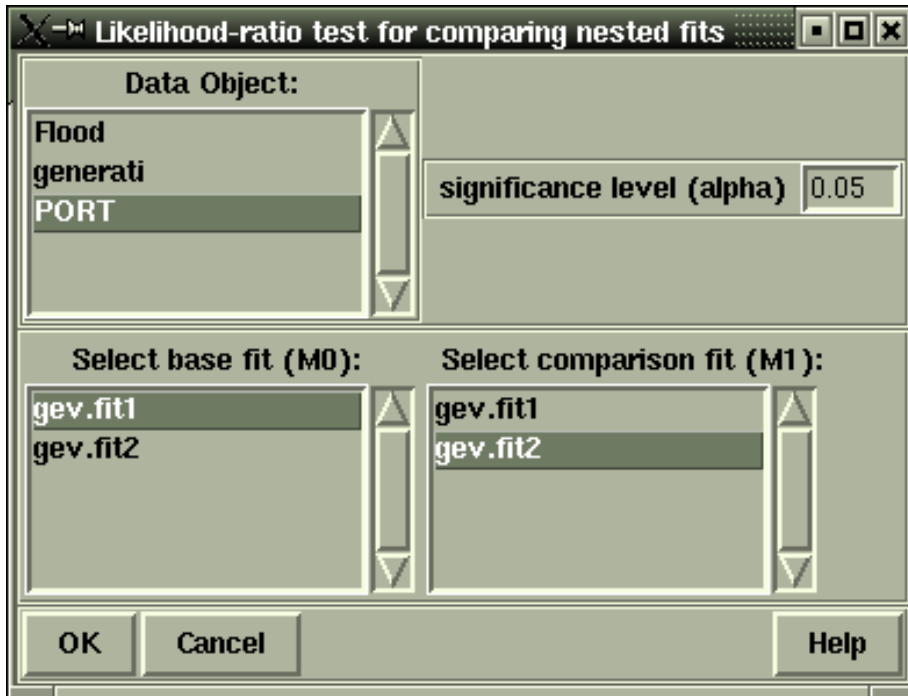 Likelihood-ratio test for comparing nested fits
Data Object:
Flood
generati
PORT
significance level (alpha) 0.05
Select base fit (M0):
gev.fit1
gev.fit2
Select comparison fit (M1):
gev.fit1
gev.fit2
OK
Cancel
Help